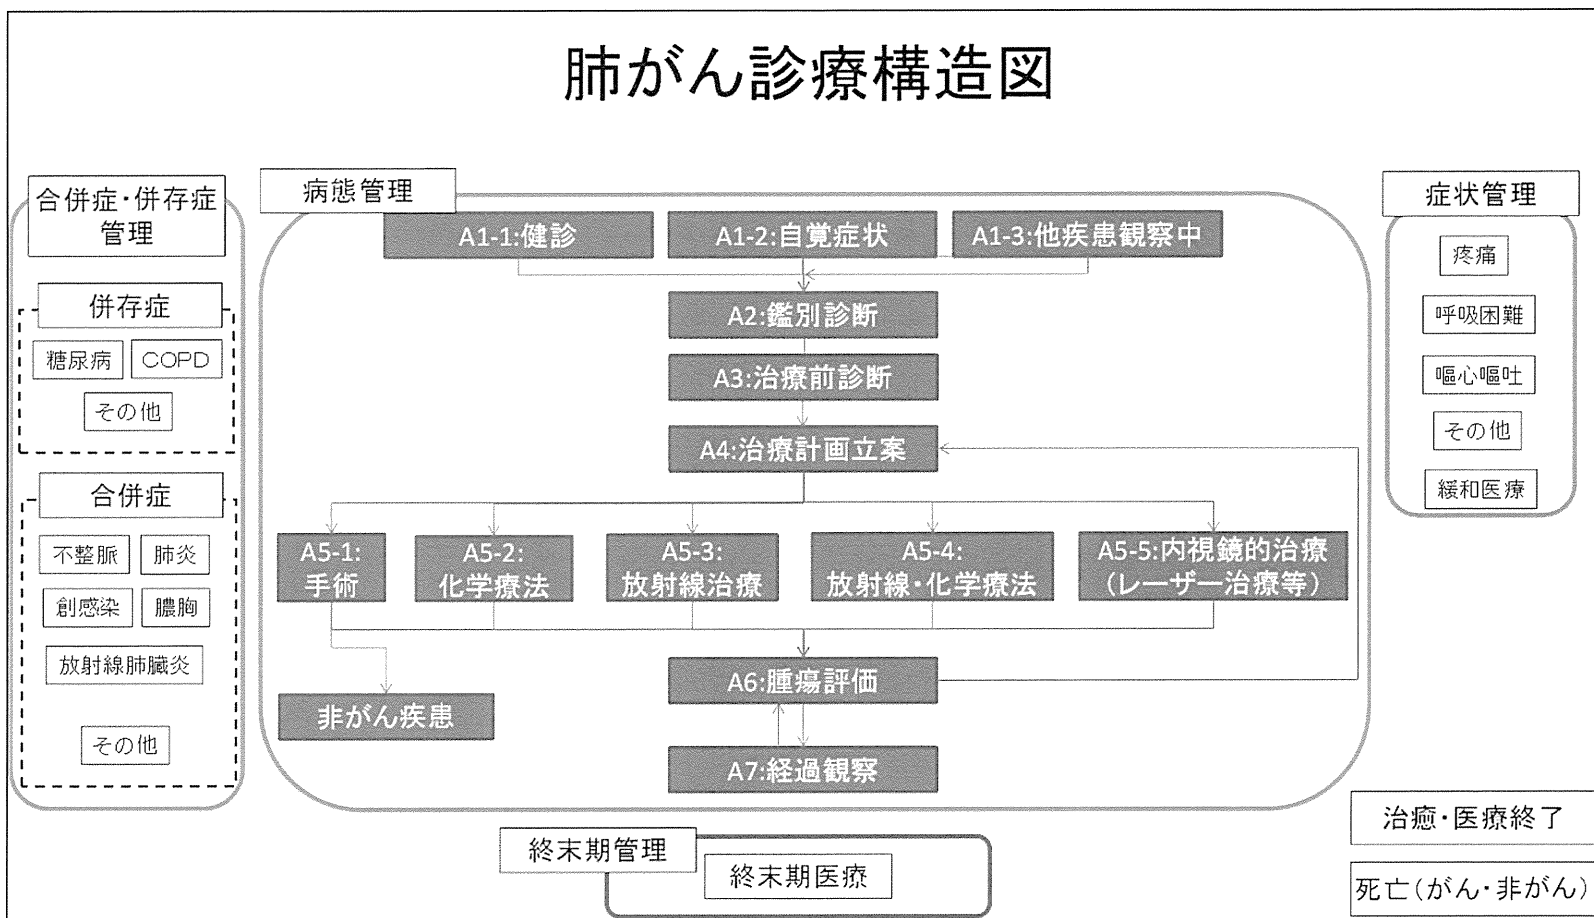 肺がん診療構造図
合併症・併存症
管理
併存症
糖尿病
COPD
その他
合併症
不整脈
肺炎
創感染
膿胸
放射線肺臓炎
その他
病態管理
A1-1:健診
A1-2:自覚症状
A1-3:他疾患観察中
A2:鑑別診断
A3:治療前診断
A4:治療計画立案
A5-1:
手術
A5-2:
化学療法
A5-3:
放射線治療
A5-4:
放射線・化学療法
A5-5:内視鏡的治療
(レーザー治療等)
A6:腫瘍評価
非がん疾患
A7:経過観察
症状管理
疼痛
呼吸困難
嘔心嘔吐
その他
緩和医療
終末期管理
終末期医療
治癒・医療終了
死亡(がん・非がん)